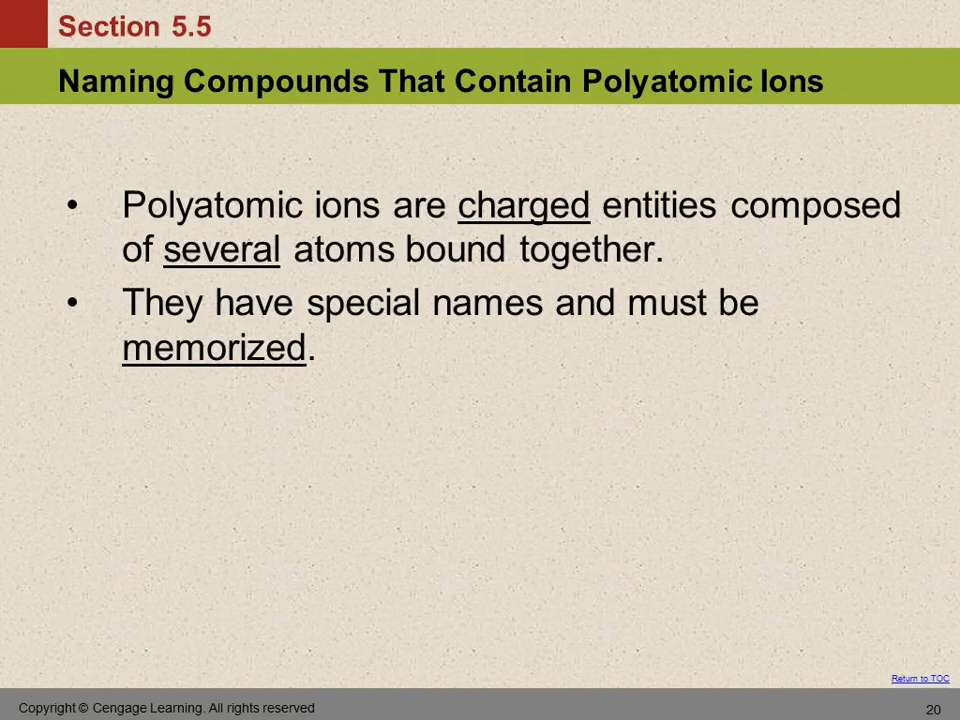 Section 5.5
Naming Compounds That Contain Polyatomic Ions
• Polyatomic ions are charged entities composed
of several atoms bound together.
• They have special names and must be
memorized.
Return to TOC
Copyright © Cengage Learning. All rights reserved
20